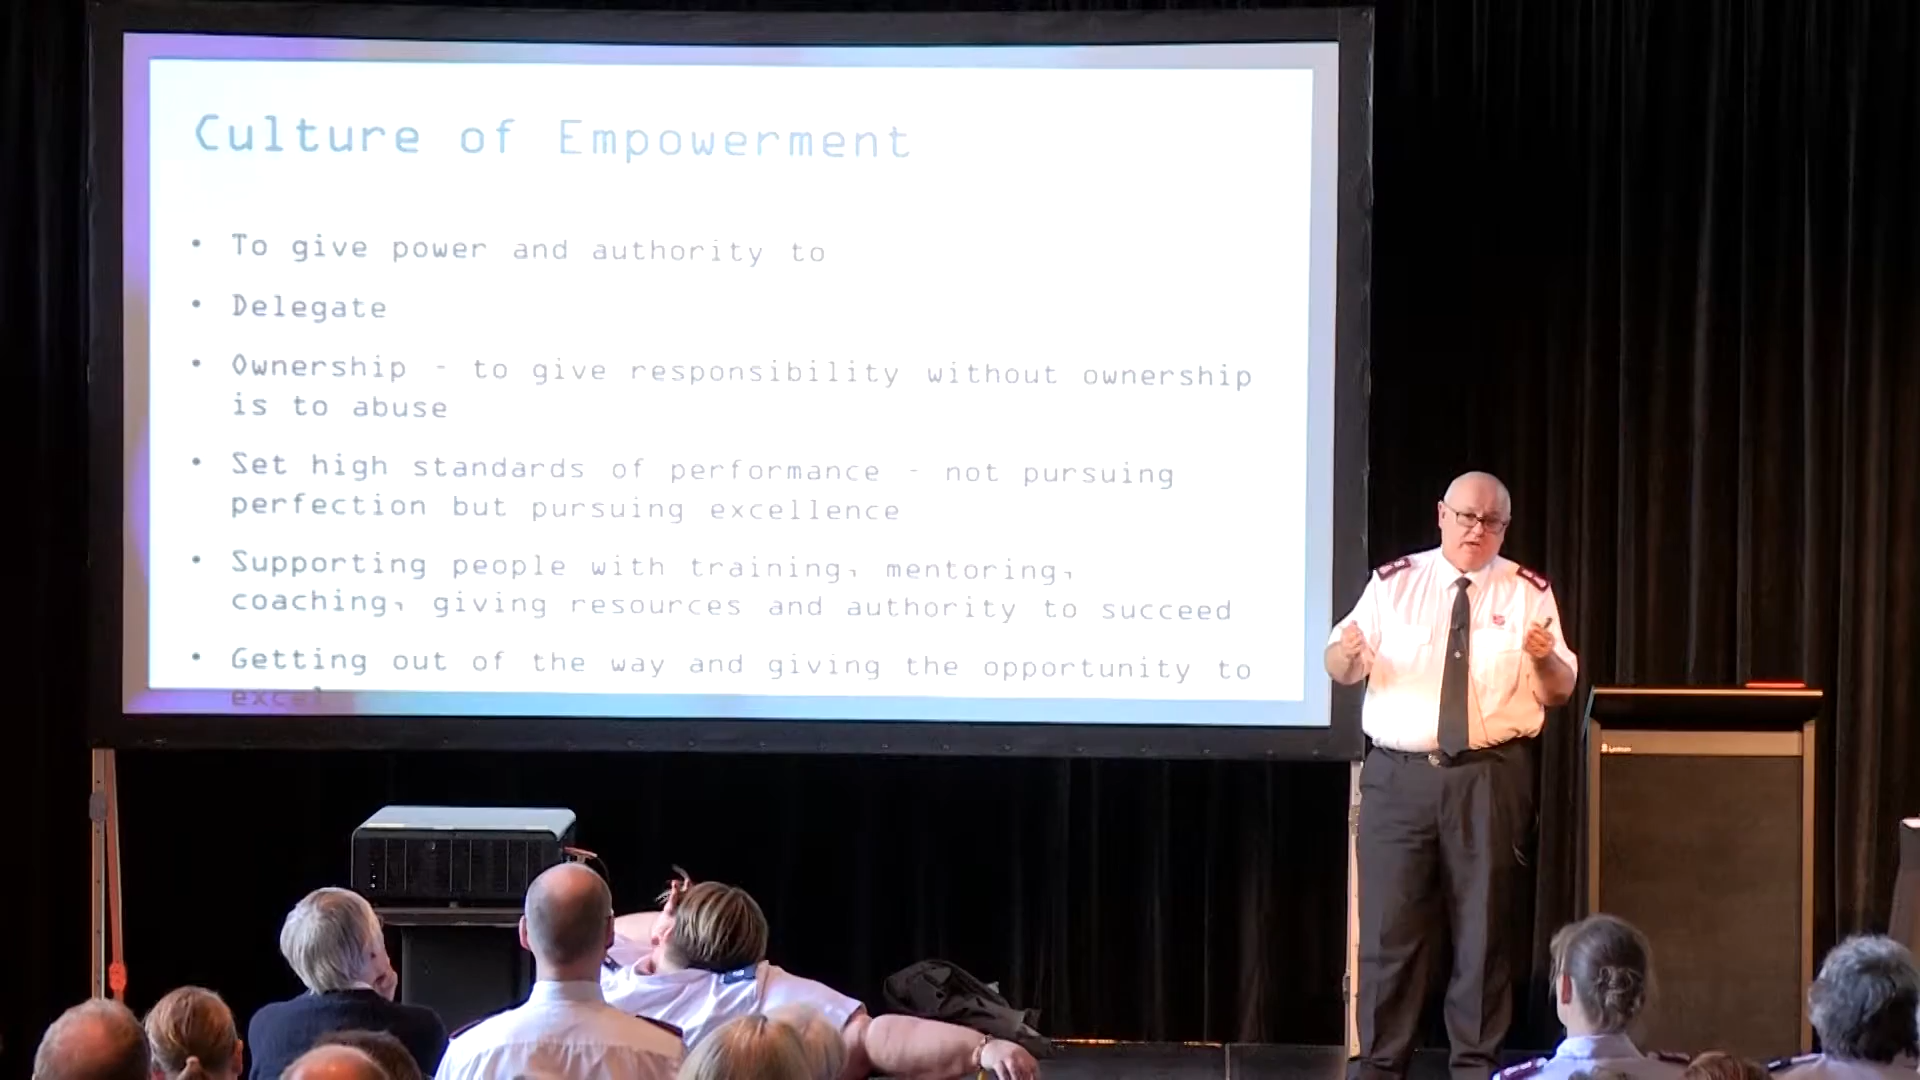 Culture of Empowerment
• To give power and authority to
• Delegate
• Ownership - to give responsibility without ownership
is to abuse
• Set high standards of performance - not pursuing
perfection but pursuing excellence
• Supporting people with training, mentoring,
coaching, giving resources and authority to succeed
• Getting out of the way and giving the opportunity to
excel